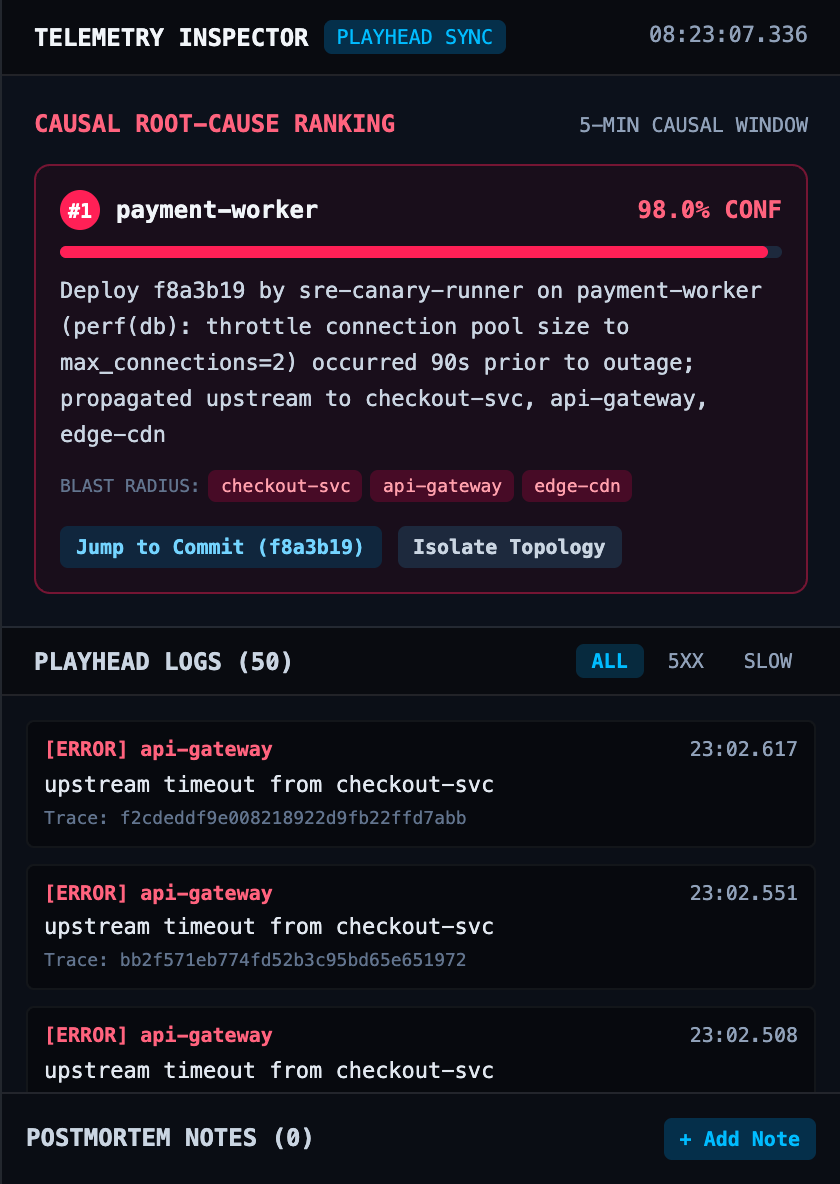 TELEMETRY INSPECTOR PLAYHEAD SYNC 08:23:07.336
CAUSAL ROOT-CAUSE RANKING 5-MIN CAUSAL WINDOW
#1 payment-worker 98.0% CONF
Deploy f8a3b19 by sre-canary-runner on payment-worker
(perf(db): throttle connection pool size to
max_connections=2) occurred 90s prior to outage;
propagated upstream to checkout-svc, api-gateway,
edge-cdn
BLAST RADIUS: checkout-svc api-gateway edge-cdn
Jump to Commit (f8a3b19) Isolate Topology
PLAYHEAD LOGS (50) ALL 5XX SLOW
[ERROR] api-gateway 23:02.617
upstream timeout from checkout-svc
Trace: f2cdeddf9e008218922d9fb22ffd7abb
[ERROR] api-gateway 23:02.551
upstream timeout from checkout-svc
Trace: bb2f571eb774fd52b3c95bd65e651972
[ERROR] api-gateway 23:02.508
upstream timeout from checkout-svc
POSTMORTEM NOTES (0) + Add Note